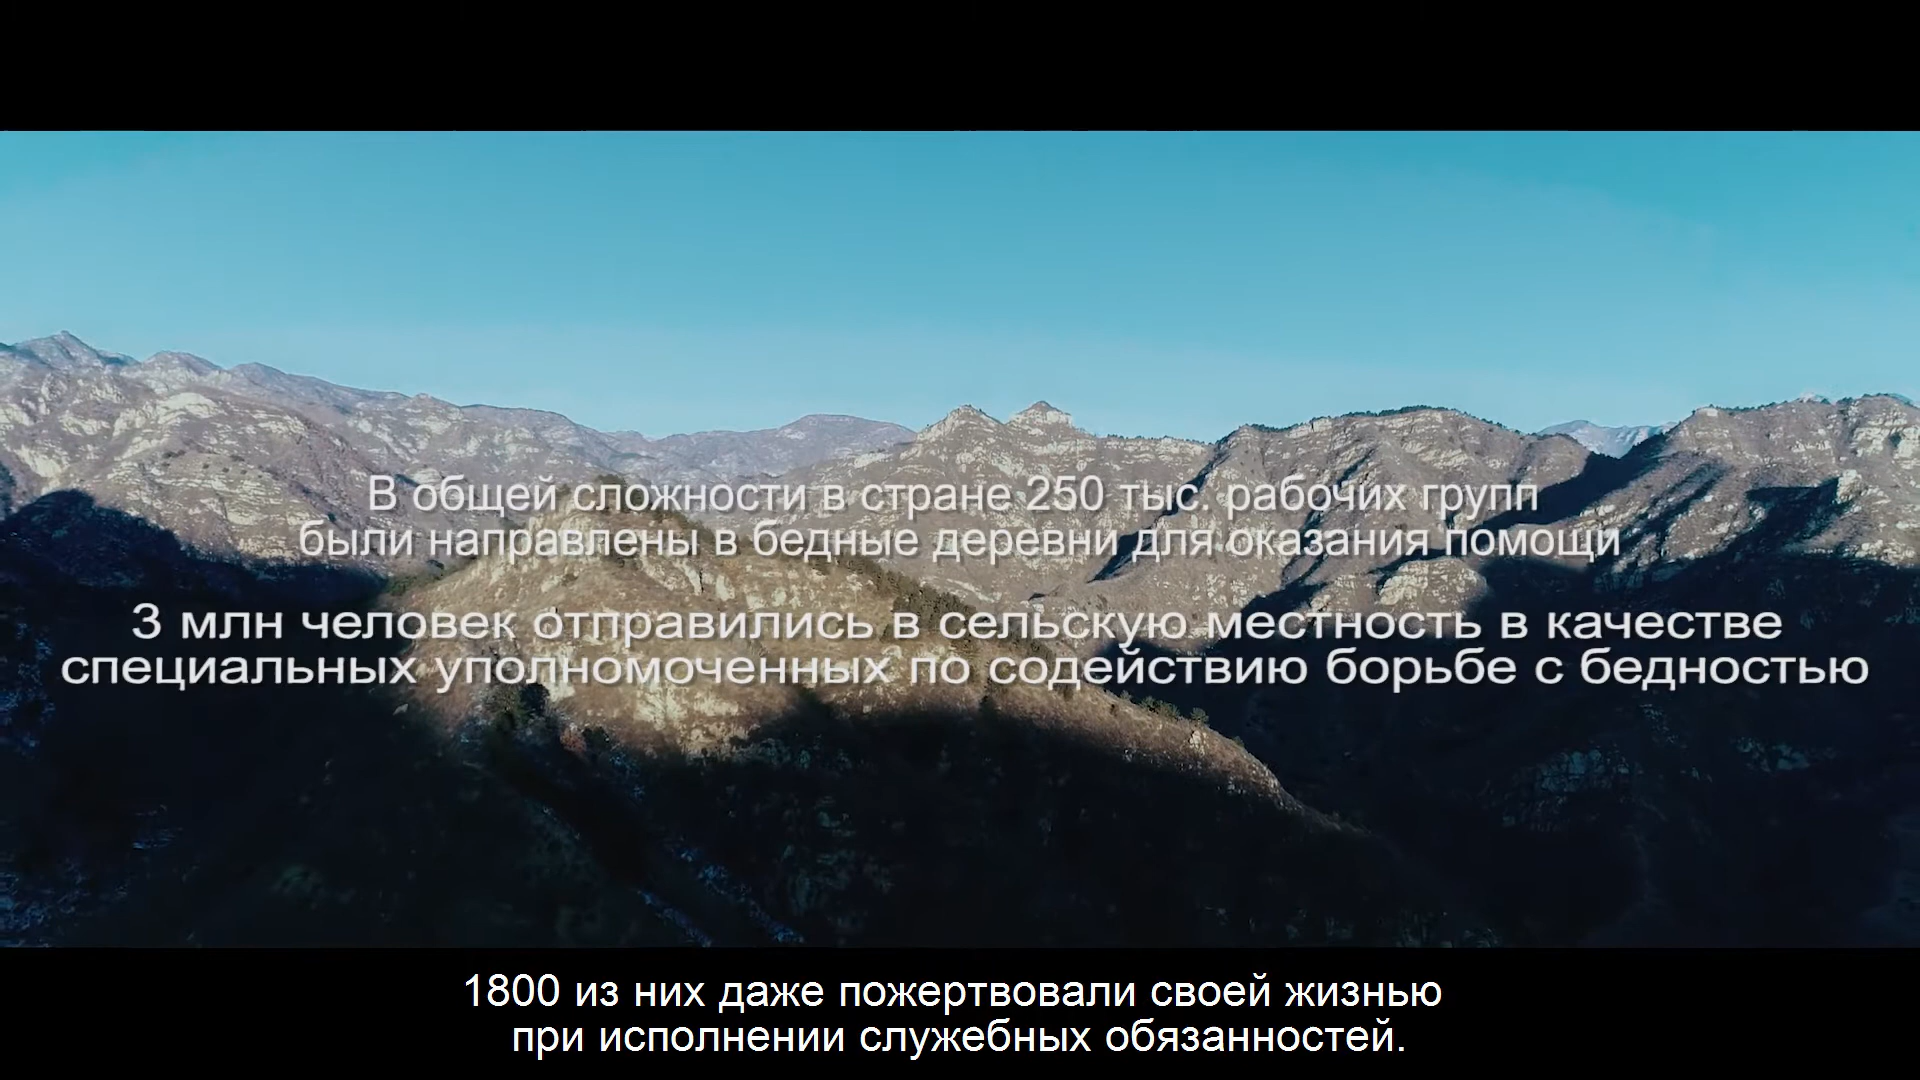 В общей сложности в стране 250 тыс. рабочих групп
были направлены в бедные деревни для оказания помощи
3 млн человек отправились в сельскую местность в качестве
специальных уполномоченных по содействию борьбе с бедностью
1800 из них даже пожертвовали своей жизнью
при исполнении служебных обязанностей.